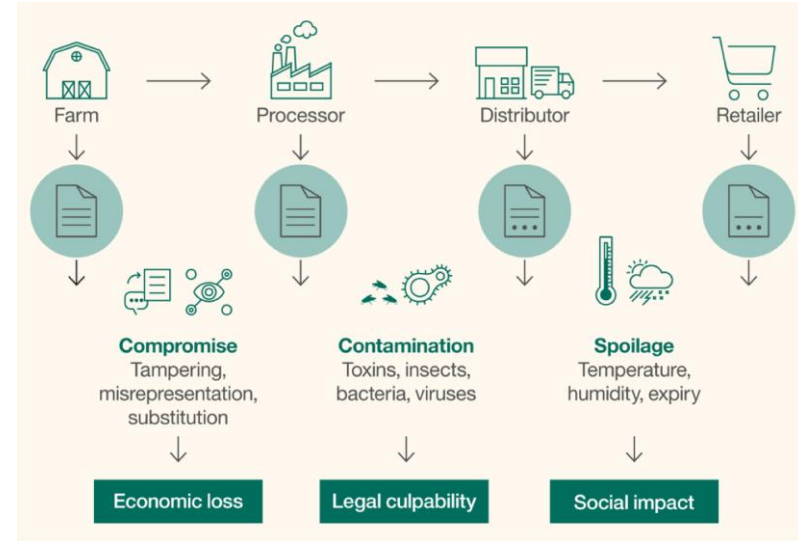 Farm
Processor
Distributor
Retailer
Compromise
Tampering,
misrepresentation,
substitution
Contamination
Toxins, insects,
bacteria, viruses
Spoilage
Temperature,
humidity, expiry
Economic loss
Legal culpability
Social impact